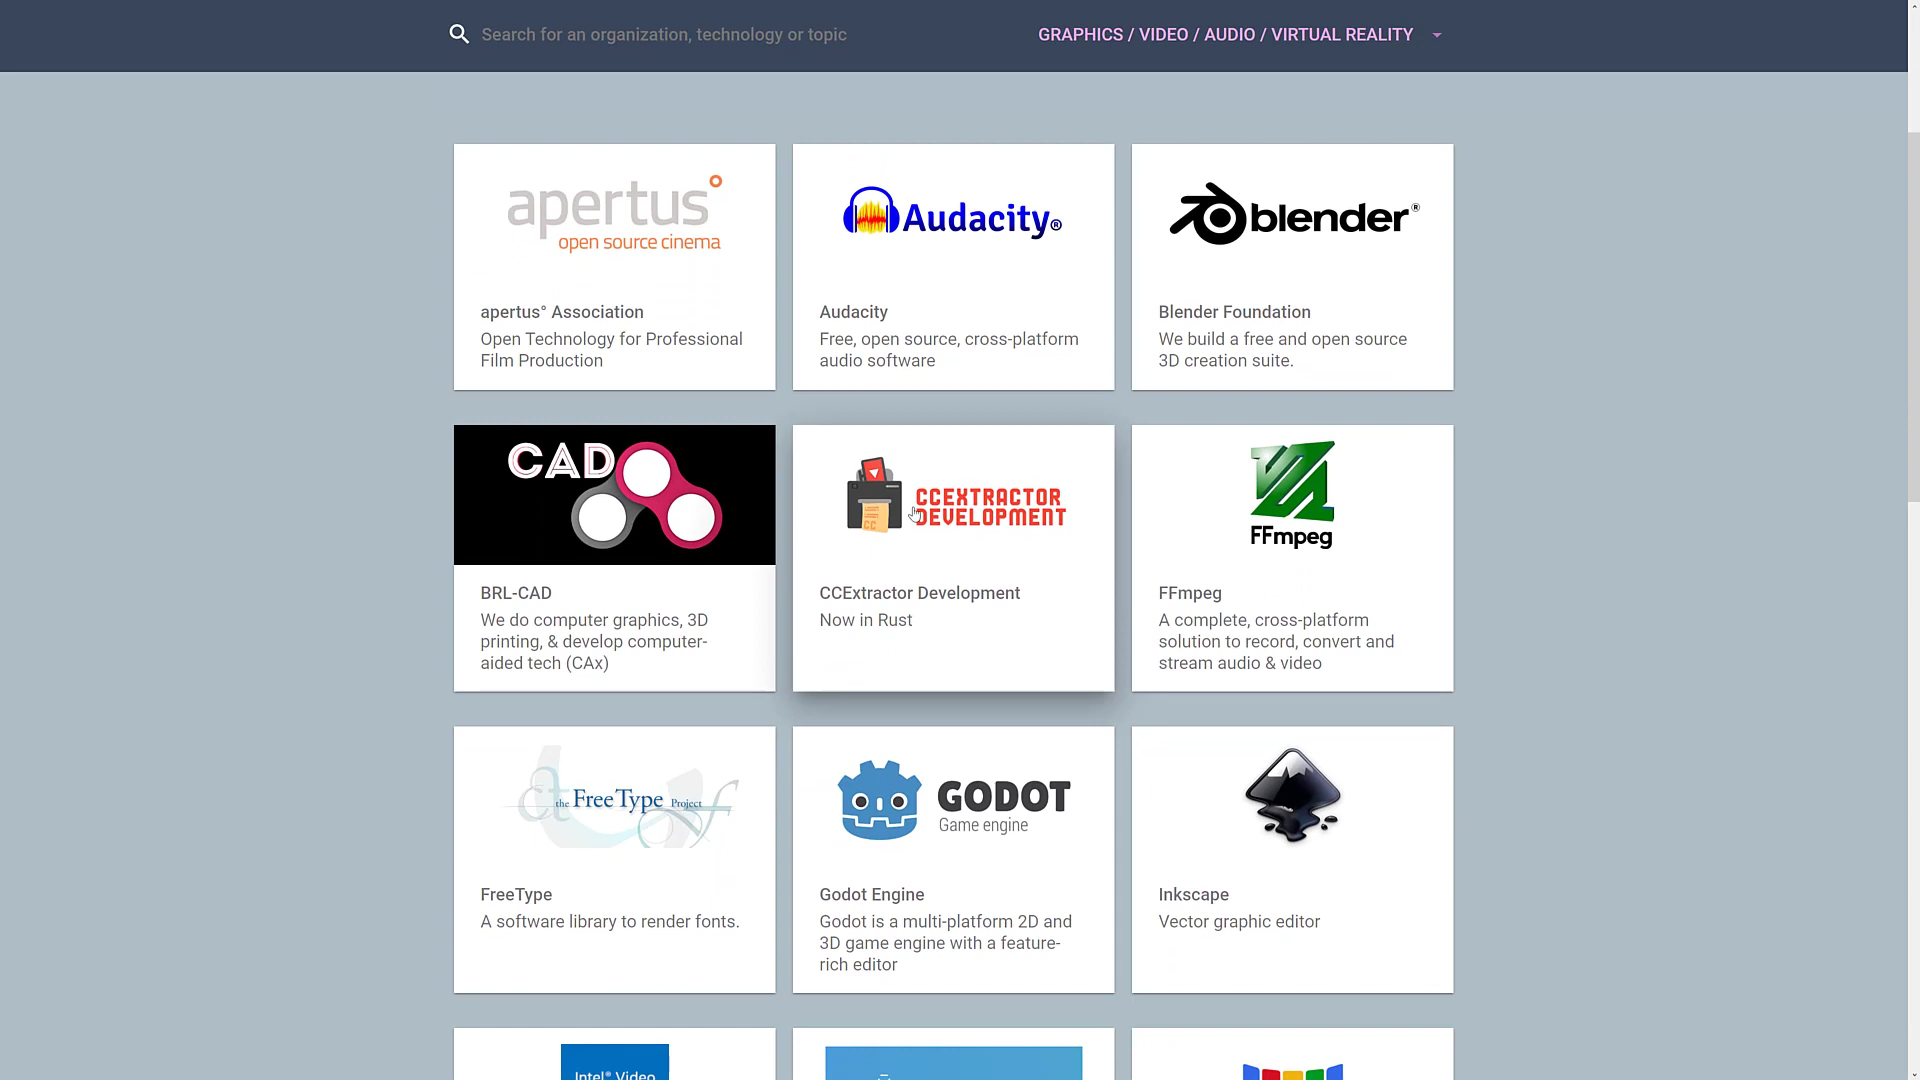 Search for an organization, technology or topic
GRAPHICS / VIDEO / AUDIO / VIRTUAL REALITY
apertus°
open source cinema
apertus° Association
Open Technology for Professional
Film Production
Audacity®
Audacity
Free, open source, cross-platform
audio software
blender®
Blender Foundation
We build a free and open source
3D creation suite.
CAD
BRL-CAD
We do computer graphics, 3D
printing, & develop computer-
aided tech (CAx)
CC
CCEXTRACTOR
DEVELOPMENT
CCExtractor Development
Now in Rust
FFmpeg
FFmpeg
A complete, cross-platform
solution to record, convert and
stream audio & video
the FreeType Project
FreeType
A software library to render fonts.
GODOT
Game engine
Godot Engine
Godot is a multi-platform 2D and
3D game engine with a feature-
rich editor
Inkscape
Vector graphic editor
Intel® Video